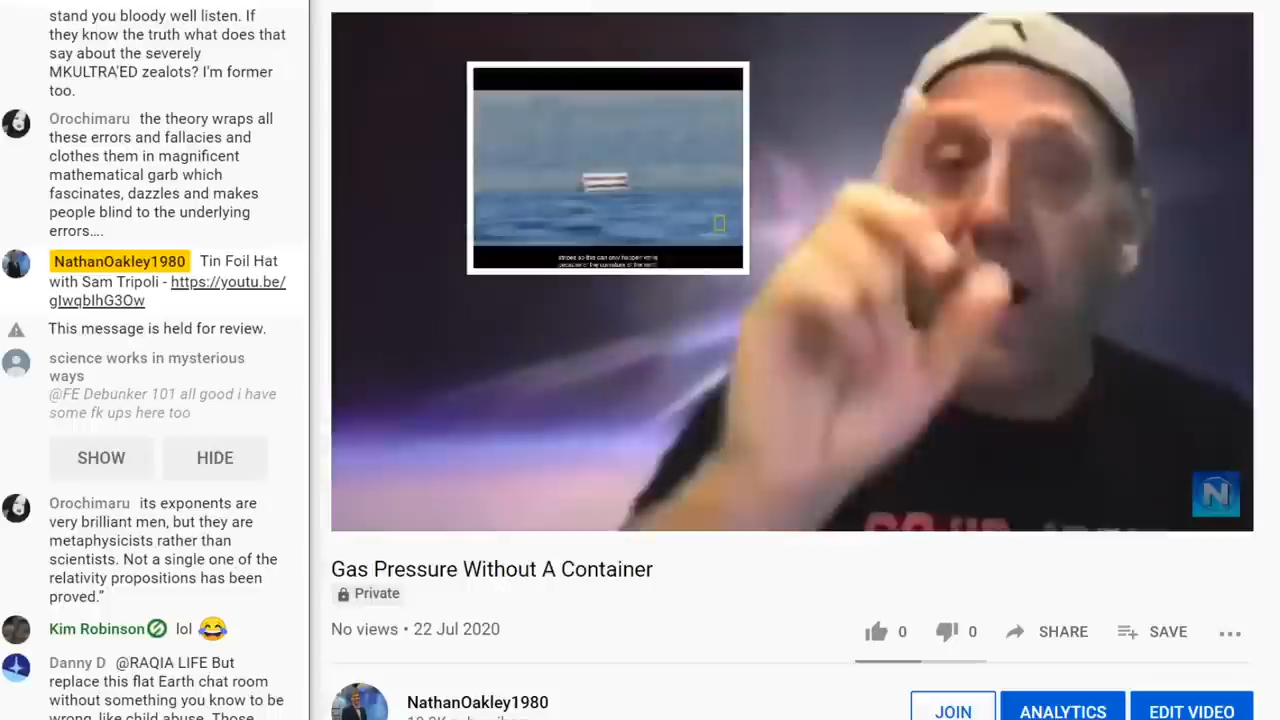 stand you bloody well listen. If
they know the truth what does that
say about the severely
MKULTRA'ED zealots? I'm former
too.
Orochimaru the theory wraps all
these errors and fallacies and
clothes them in magnificent
mathematical garb which
fascinates, dazzles and makes
people blind to the underlying
errors....
NathanOakley1980 Tin Foil Hat
with Sam Tripoli - https://youtu.be/
gIwqbIhG3Ow
This message is held for review.
science works in mysterious
ways
@FE Debunker 101 all good i have
some fk ups here too
SHOW HIDE
Orochimaru its exponents are
very brilliant men, but they are
metaphysicists rather than
scientists. Not a single one of the
relativity propositions has been
proved.”
Kim Robinson lol 😂
Danny D @RAQIA LIFE But
replace this flat Earth chat room
without something you know to be
wrong, like child abuse. Those
N
Gas Pressure Without A Container
Private
No views • 22 Jul 2020
0 0 SHARE SAVE
NathanOakley1980
JOIN ANALYTICS EDIT VIDEO